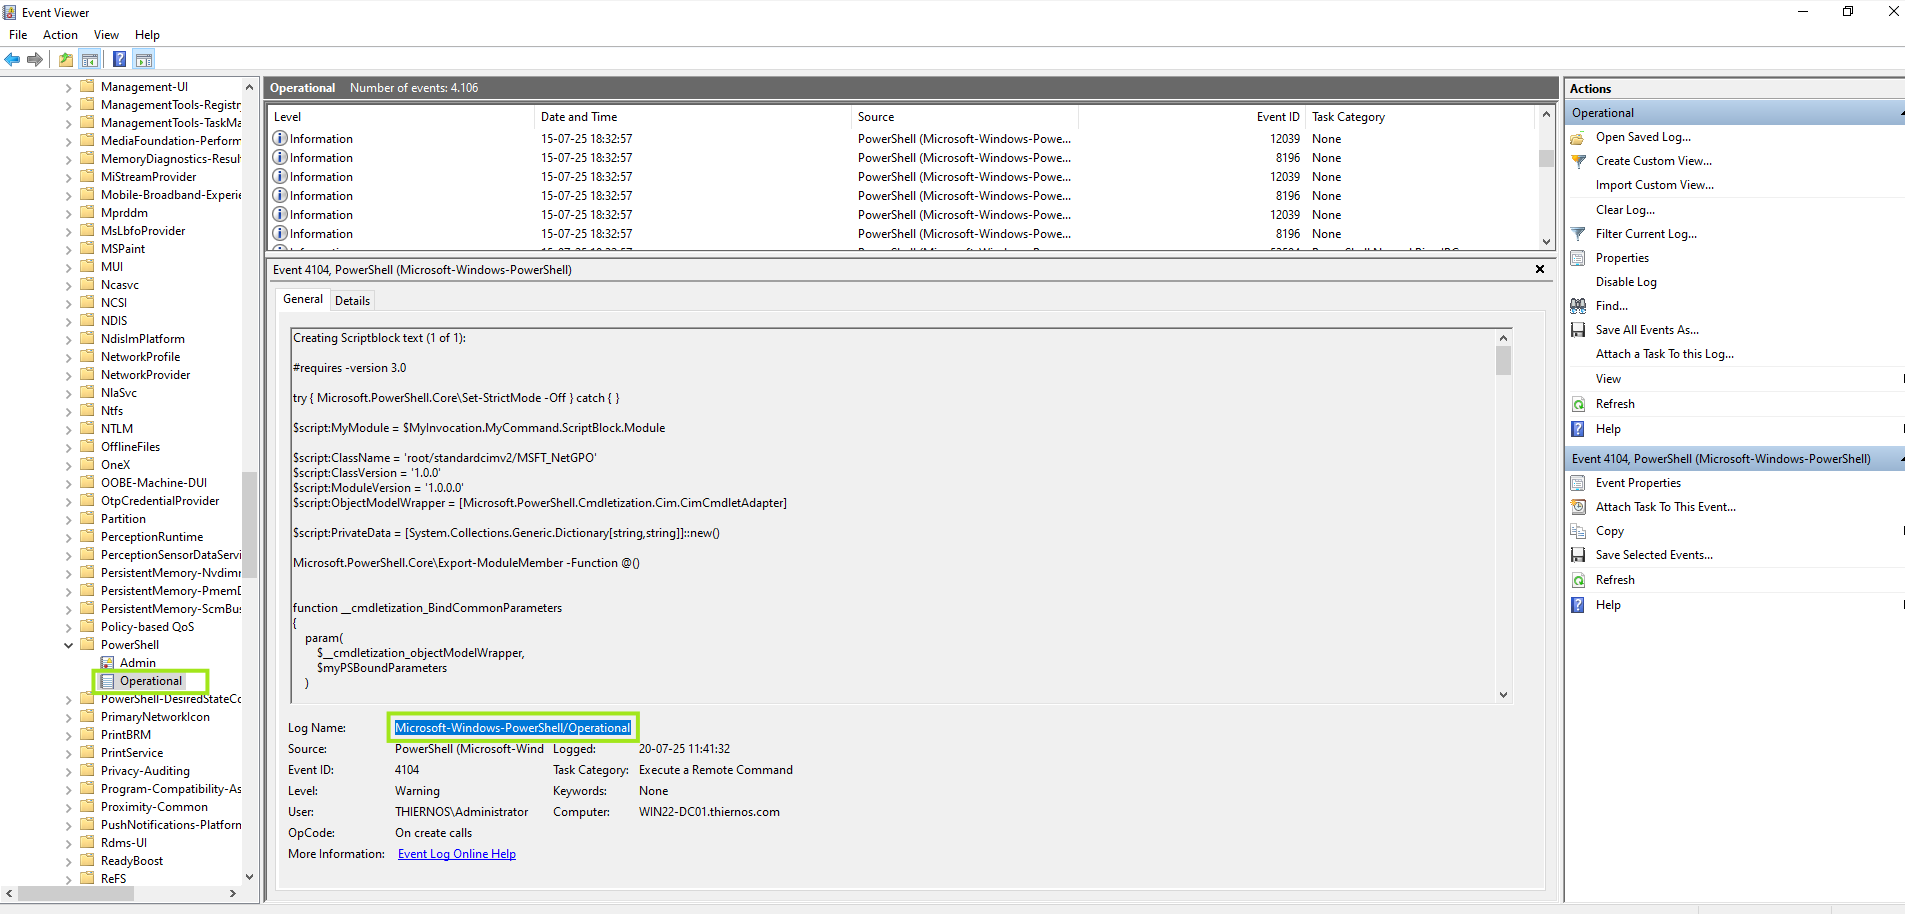 Event Viewer
File Action View Help
Management-UI
ManagementTools-Registr
ManagementTools-TaskMa
MediaFoundation-Perform
MemoryDiagnostics-Resul
MiStreamProvider
Mobile-Broadband-Experie
Mprddm
MsLbfoProvider
MSPaint
MUI
Ncasvc
NCSI
NDIS
NdisImPlatform
NetworkProfile
NetworkProvider
NlaSvc
Ntfs
NTLM
OfflineFiles
OneX
OOBE-Machine-DUI
OtpCredentialProvider
Partition
PerceptionRuntime
PerceptionSensorDataServi
PersistentMemory-Nvdimr
PersistentMemory-PmemD
PersistentMemory-ScmBus
Policy-based QoS
PowerShell
Admin
Operational
PowerShell-DesiredStateCo
PrimaryNetworkIcon
PrintBRM
PrintService
Privacy-Auditing
Program-Compatibility-As
Proximity-Common
PushNotifications-Platform
Rdms-UI
ReadyBoost
ReFS
Operational Number of events: 4.106
Level Date and Time Source Event ID Task Category
Information 15-07-25 18:32:57 PowerShell (Microsoft-Windows-Powe... 12039 None
Information 15-07-25 18:32:57 PowerShell (Microsoft-Windows-Powe... 8196 None
Information 15-07-25 18:32:57 PowerShell (Microsoft-Windows-Powe... 12039 None
Information 15-07-25 18:32:57 PowerShell (Microsoft-Windows-Powe... 8196 None
Information 15-07-25 18:32:57 PowerShell (Microsoft-Windows-Powe... 12039 None
Information 15-07-25 18:32:57 PowerShell (Microsoft-Windows-Powe... 8196 None
Event 4104, PowerShell (Microsoft-Windows-PowerShell)
General Details
Creating Scriptblock text (1 of 1):
#requires -version 3.0
try { Microsoft.PowerShell.Core\Set-StrictMode -Off } catch { }
$script:MyModule = $MyInvocation.MyCommand.ScriptBlock.Module
$script:ClassName = 'root/standardcimv2/MSFT_NetGPO'
$script:ClassVersion = '1.0.0'
$script:ModuleVersion = '1.0.0.0'
$script:ObjectModelWrapper = [Microsoft.PowerShell.Cmdletization.Cim.CimCmdletAdapter]
$script:PrivateData = [System.Collections.Generic.Dictionary[string,string]]::new()
Microsoft.PowerShell.Core\Export-ModuleMember -Function @()
function __cmdletization_BindCommonParameters
{
param(
$__cmdletization_objectModelWrapper,
$myPSBoundParameters
)
Log Name: Microsoft-Windows-PowerShell/Operational
Source: PowerShell (Microsoft-Wind Logged: 20-07-25 11:41:32
Event ID: 4104 Task Category: Execute a Remote Command
Level: Warning Keywords: None
User: THIERNOS\Administrator Computer: WIN22-DC01.thiernos.com
OpCode: On create calls
More Information: Event Log Online Help
Actions
Operational
Open Saved Log...
Create Custom View...
Import Custom View...
Clear Log...
Filter Current Log...
Properties
Disable Log
Find...
Save All Events As...
Attach a Task To this Log...
View
Refresh
Help
Event 4104, PowerShell (Microsoft-Windows-PowerShell)
Event Properties
Attach Task To This Event...
Copy
Save Selected Events...
Refresh
Help